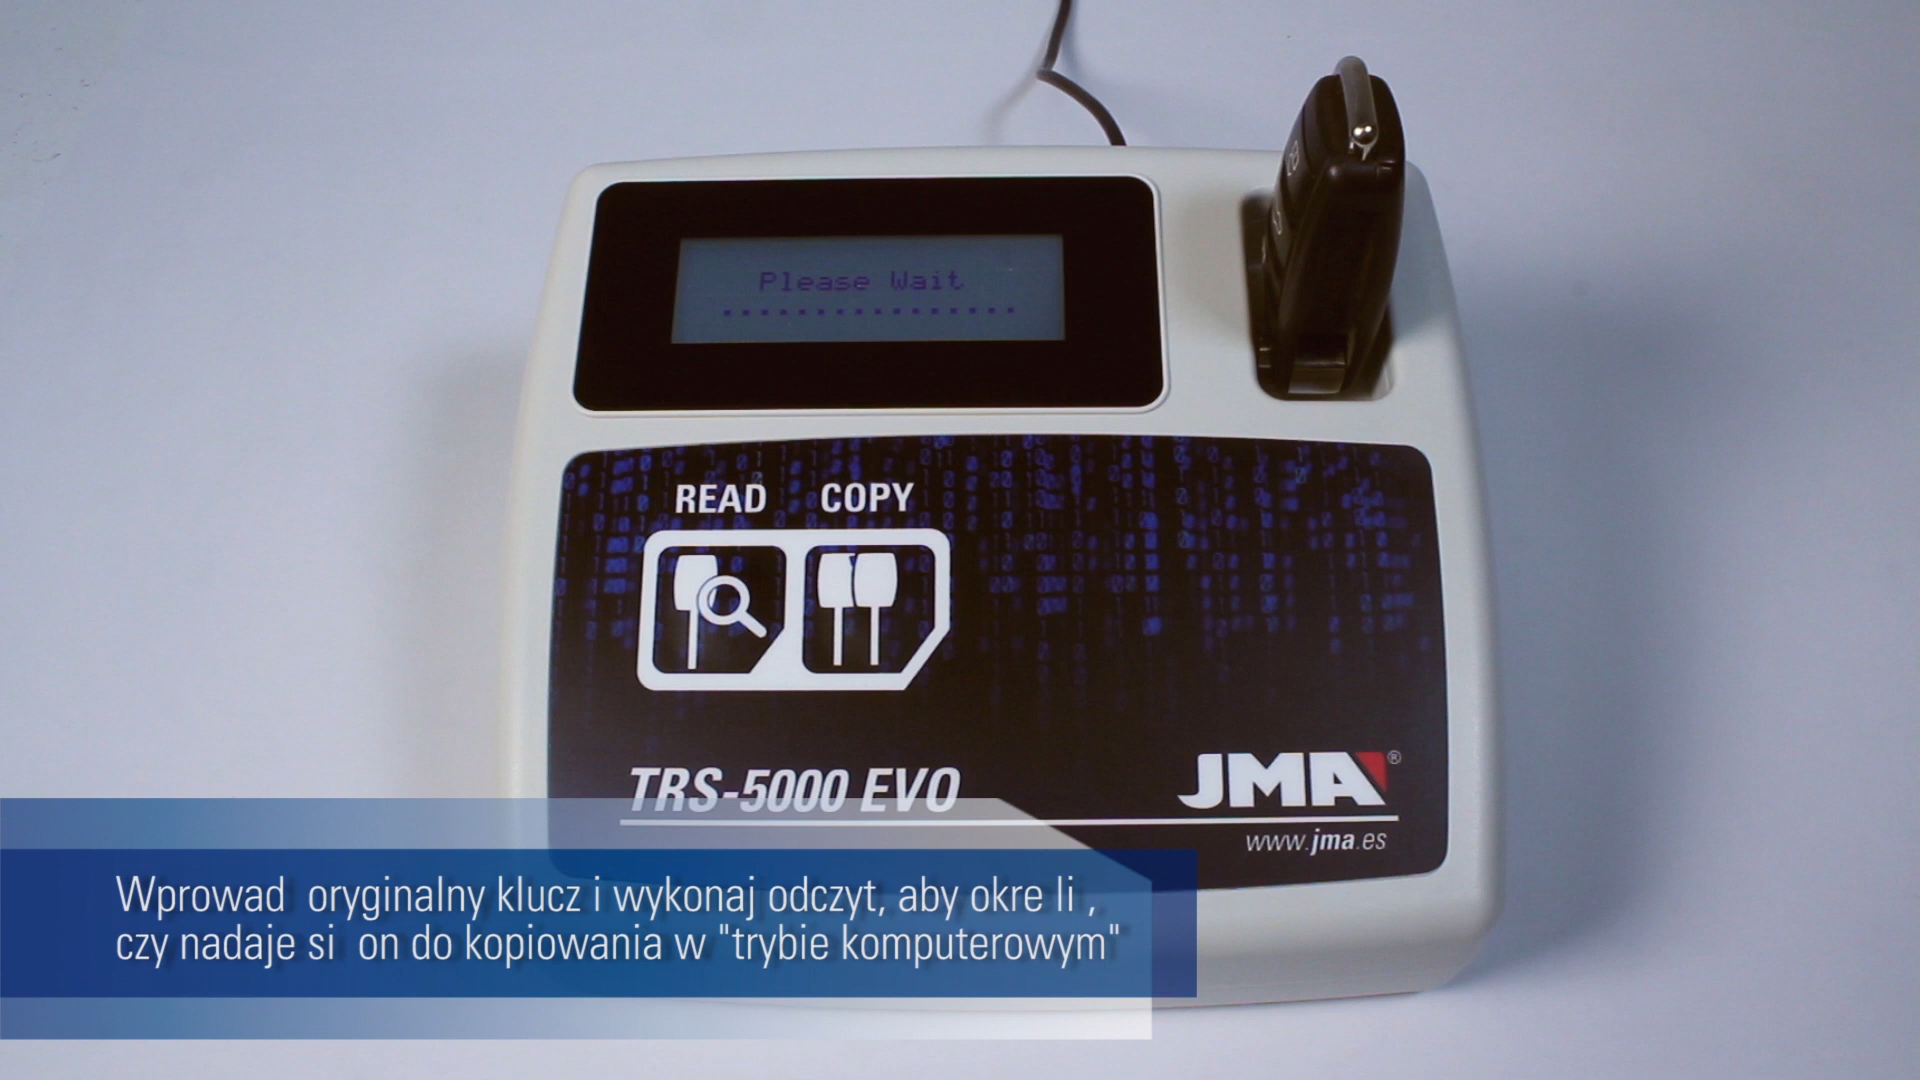 Please Wait
................
READ COPY
TRS-5000 EVO
JMA®
www.jma.es
Wprowad oryginalny klucz i wykonaj odczyt, aby okre li ,
czy nadaje si on do kopiowania w "trybie komputerowym"